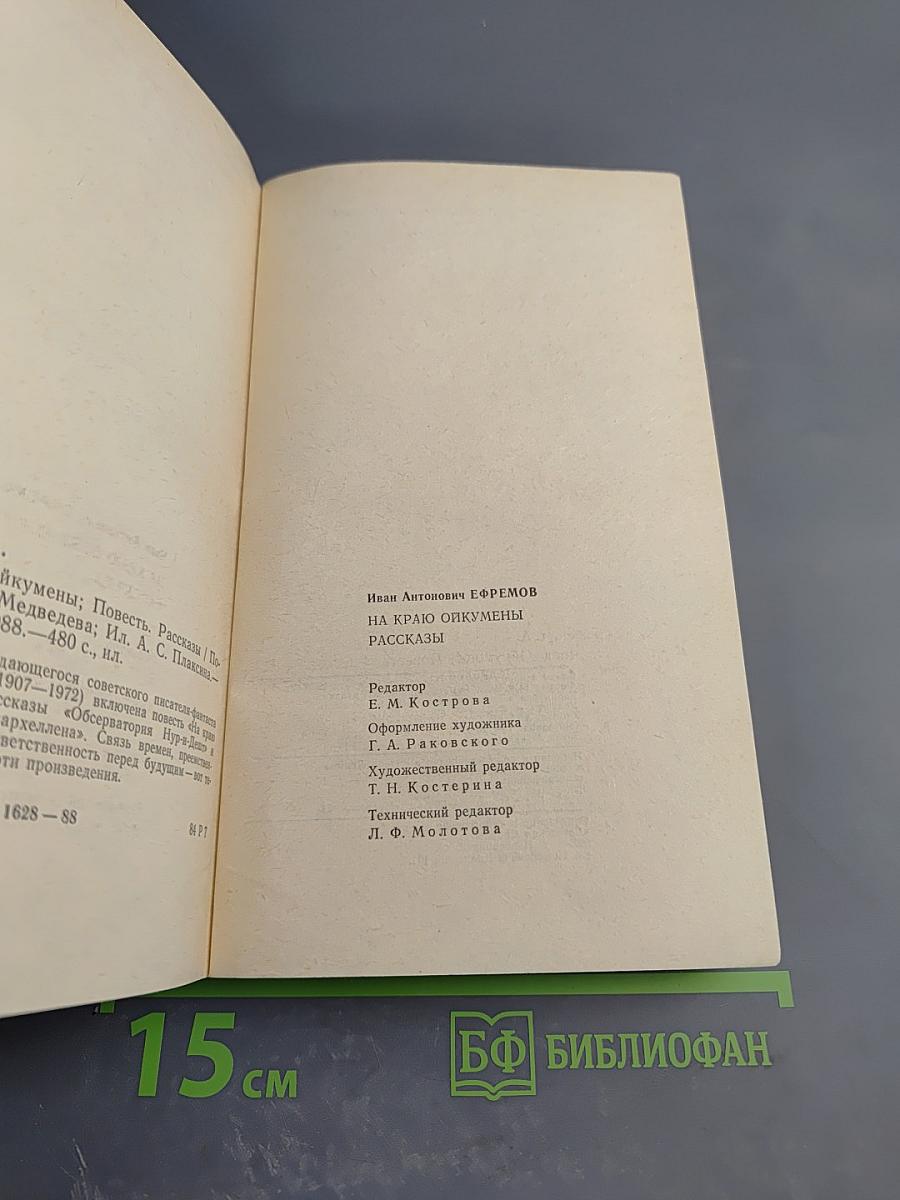 йкумены; Повесть. Рассказы / По-
Медведева; Ил. А. С. Плаксина.—
88.—480 с., ил.
дающегося советского писателя-фантаста
1907—1972) включена повесть «На краю
ссказы «Обсерватория Нур-и-Дешт» и
археллена». Связь времен, преемствен-
ветственность перед будущим — вот те-
эти произведения.
1628 — 88
84 Р 7
Иван Антонович ЕФРЕМОВ
НА КРАЮ ОЙКУМЕНЫ
РАССКАЗЫ
Редактор
Е. М. Кострова
Оформление художника
Г. А. Раковского
Художественный редактор
Т. Н. Костерина
Технический редактор
Л. Ф. Молотова
15 см
БФ БИБЛИОФАН